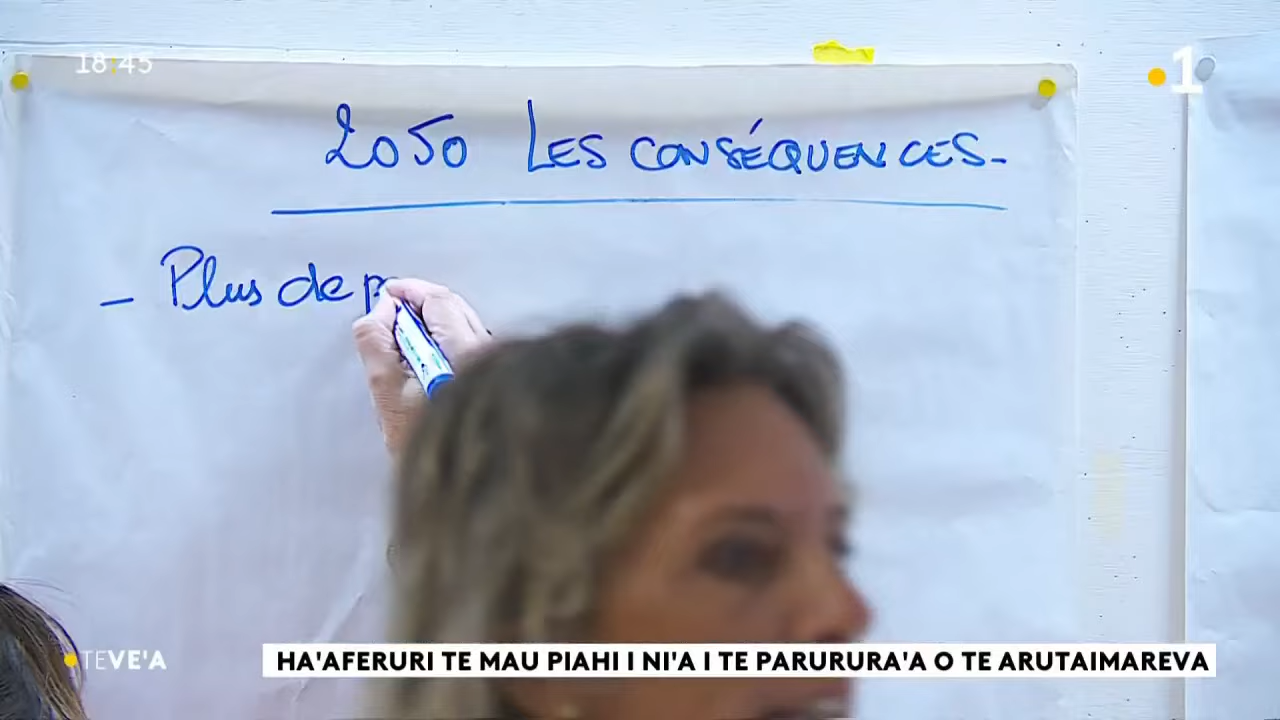 18:45
1
2050 LES CONSÉQUENCES-
- Plus de p
TEVE'A
HA'AFERURI TE MAU PIAHI I NI'A I TE PARURURA'A O TE ARUTAIMAREVA